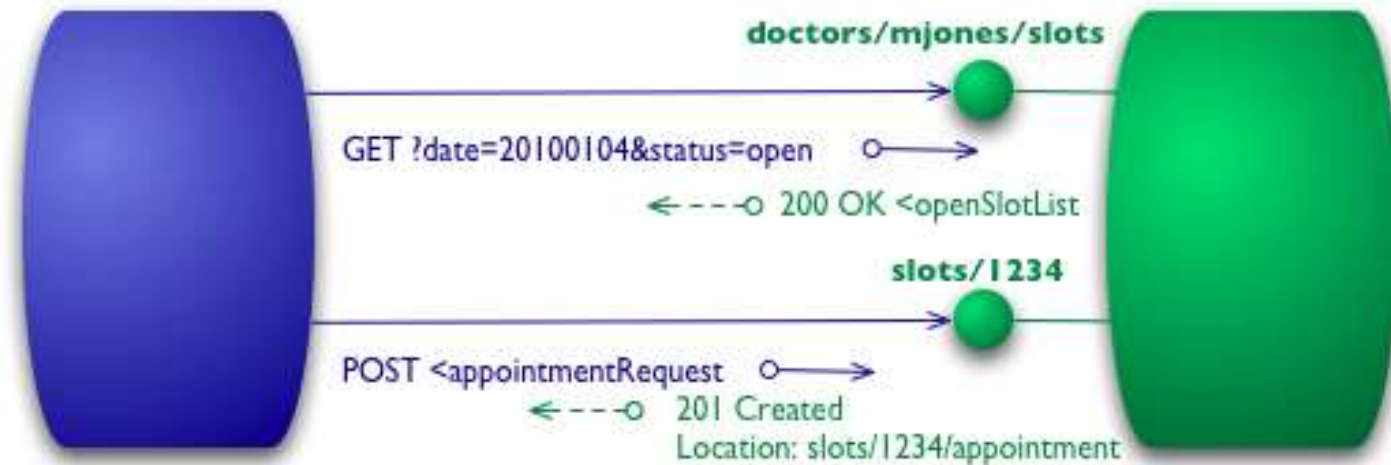 doctors/mjones/slots
GET ?date=20100104&status=open
200 OK <openSlotList
slots/1234
POST <appointmentRequest
201 Created
Location: slots/1234/appointment